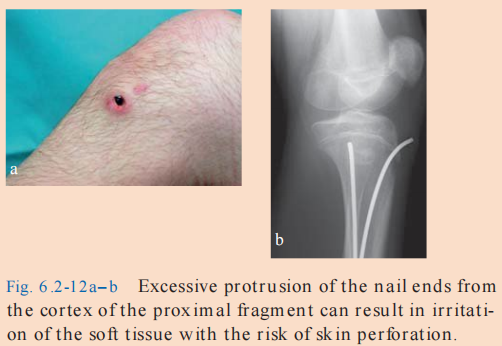 a
b
Fig. 6.2-12a–b Excessive protrusion of the nail ends from
the cortex of the proximal fragment can result in irritati-
on of the soft tissue with the risk of skin perforation.